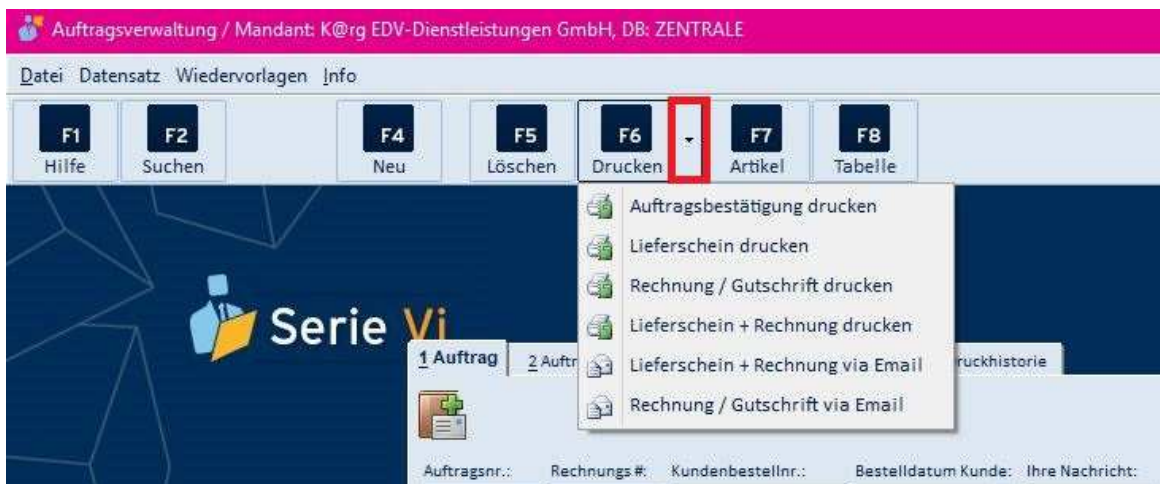 Auftragsverwaltung / Mandant: K@rg EDV-Dienstleistungen GmbH, DB: ZENTRALE
Datei Datensatz Wiedervorlagen Info
F1 F2 F4 F5 F6 F7 F8
Hilfe Suchen Neu Löschen Drucken Artikel Tabelle
Auftragsbestätigung drucken
Lieferschein drucken
Rechnung / Gutschrift drucken
Lieferschein + Rechnung drucken
Lieferschein + Rechnung via Email
Rechnung / Gutschrift via Email
Serie Vi
1 Auftrag 2 Auftr ruckhistorie
Auftragsnr.: Rechnungs #: Kundenbestellnr.: Bestelldatum Kunde: Ihre Nachricht: